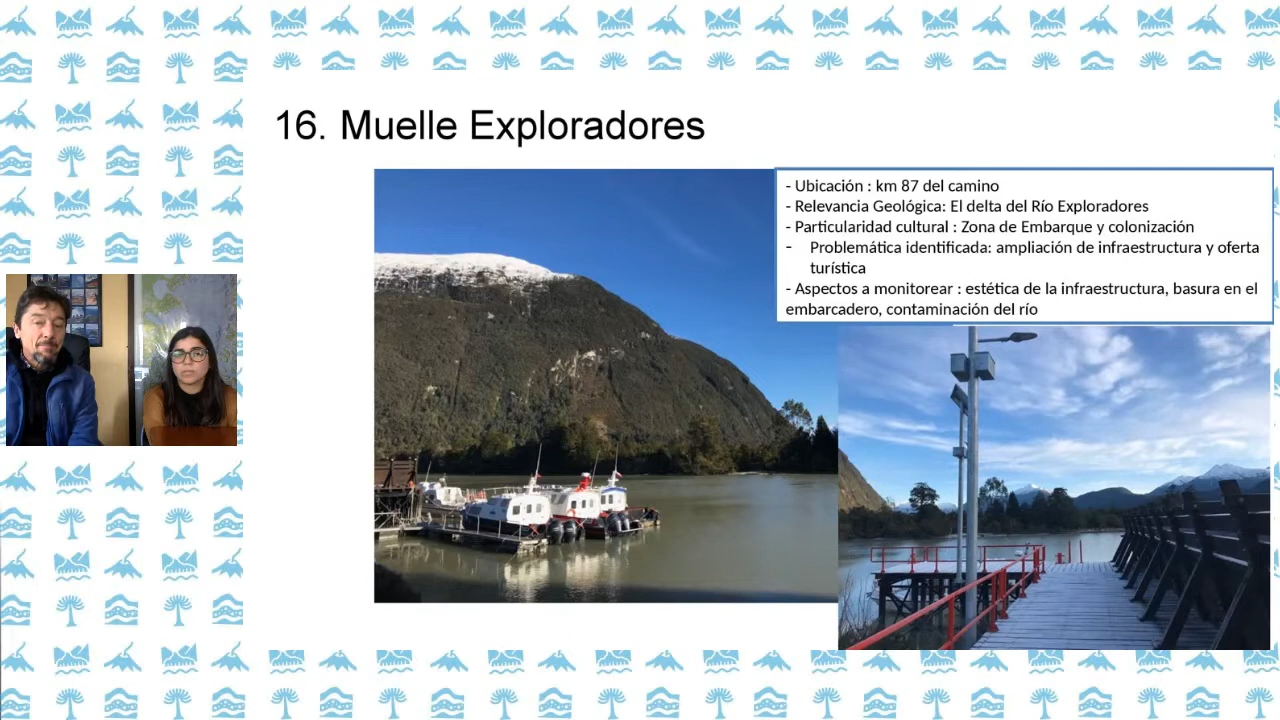 16. Muelle Exploradores
- Ubicación : km 87 del camino
- Relevancia Geológica: El delta del Río Exploradores
- Particularidad cultural : Zona de Embarque y colonización
- Problemática identificada: ampliación de infraestructura y oferta
turística
- Aspectos a monitorear : estética de la infraestructura, basura en el
embarcadero, contaminación del río